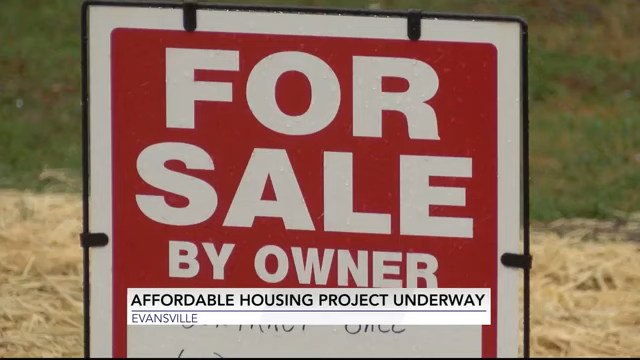 FOR
SALE
BY OWNER
AFFORDABLE HOUSING PROJECT UNDERWAY
EVANSVILLE